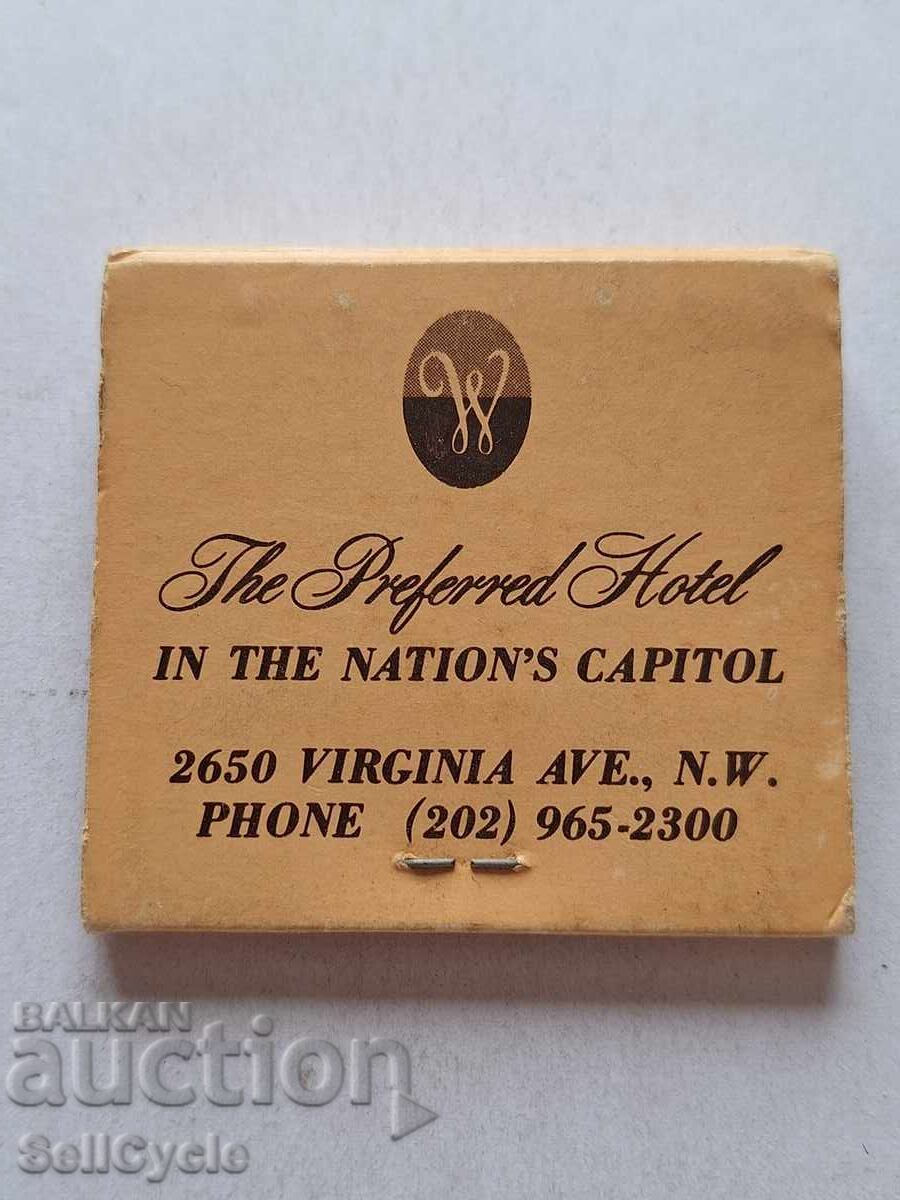 W
The Preferred Hotel
IN THE NATION'S CAPITOL
2650 VIRGINIA AVE., N.W.
PHONE (202) 965-2300
BALKAN
auction
SellCycle